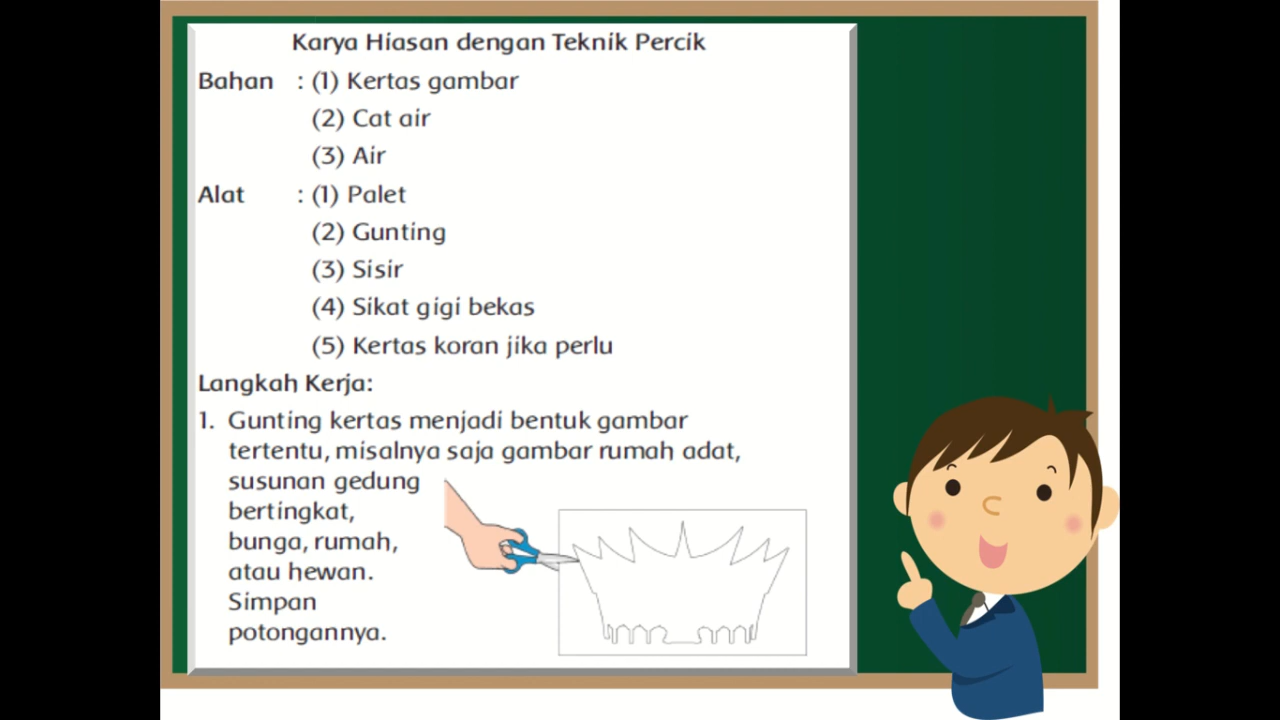 Karya Hiasan dengan Teknik Percik
Bahan : (1) Kertas gambar
(2) Cat air
(3) Air
Alat : (1) Palet
(2) Gunting
(3) Sisir
(4) Sikat gigi bekas
(5) Kertas koran jika perlu
Langkah Kerja:
1. Gunting kertas menjadi bentuk gambar
tertentu, misalnya saja gambar rumah adat,
susunan gedung
bertingkat,
bunga, rumah,
atau hewan.
Simpan
potongannya.